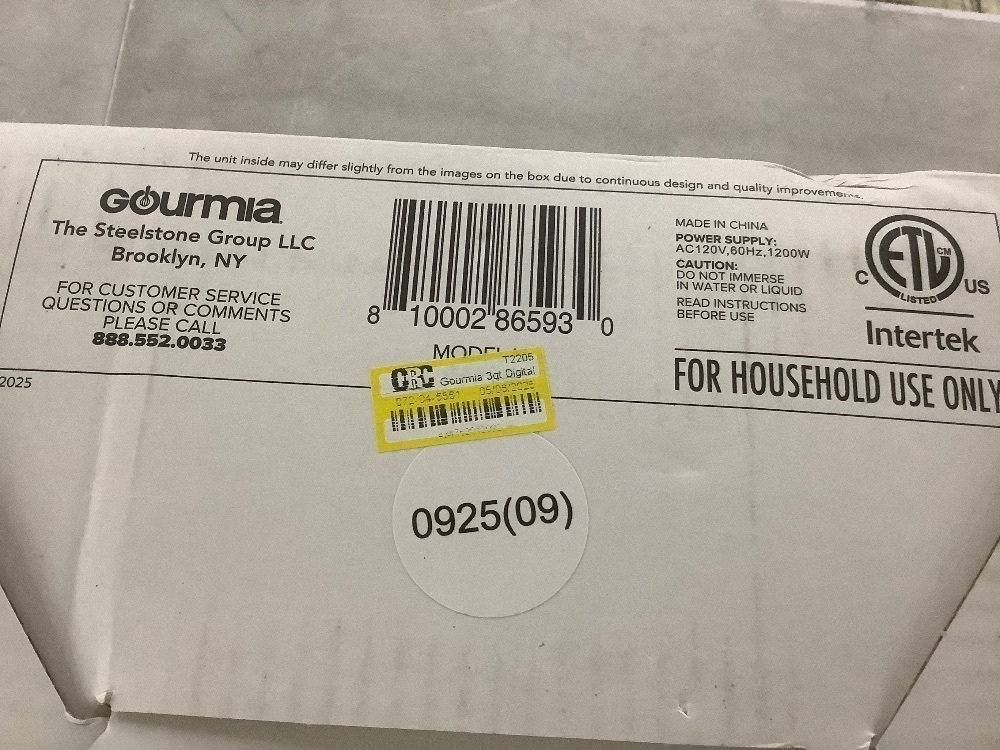 The unit inside may differ slightly from the images on the box due to continuous design and quality
Gourmia
The Steelstone Group LLC
Brooklyn, NY
FOR CUSTOMER SERVICE
QUESTIONS OR COMMENTS
PLEASE CALL
888.552.0033
2025
8 10002 86593 0
T2205
CRC Gourmia 3qt Digital
MADE IN CHINA
POWER SUPPLY:
AC120V,60Hz,1200W
CAUTION:
DO NOT IMMERSE
IN WATER OR LIQUID
READ INSTRUCTIONS
BEFORE USE
C ETL CM US
LISTED
Intertek
FOR HOUSEHOLD USE ONLY
0925(09)